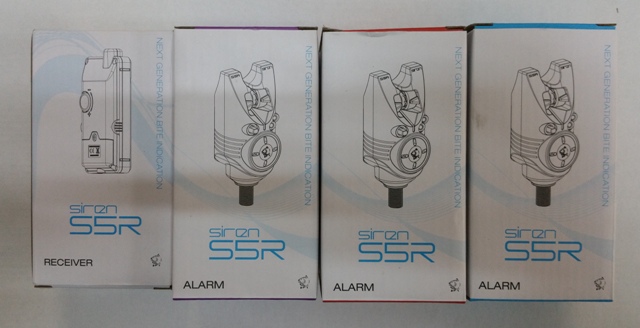 NEXT GENERATION BITE INDICATION
siren
S5R
RECEIVER
NEXT GENERATION BITE INDICATION
siren
S5R
ALARM
NEXT GENERATION BITE INDICATION
siren
S5R
ALARM
NEXT GENERATION BITE INDICATION
siren
S5R
ALARM